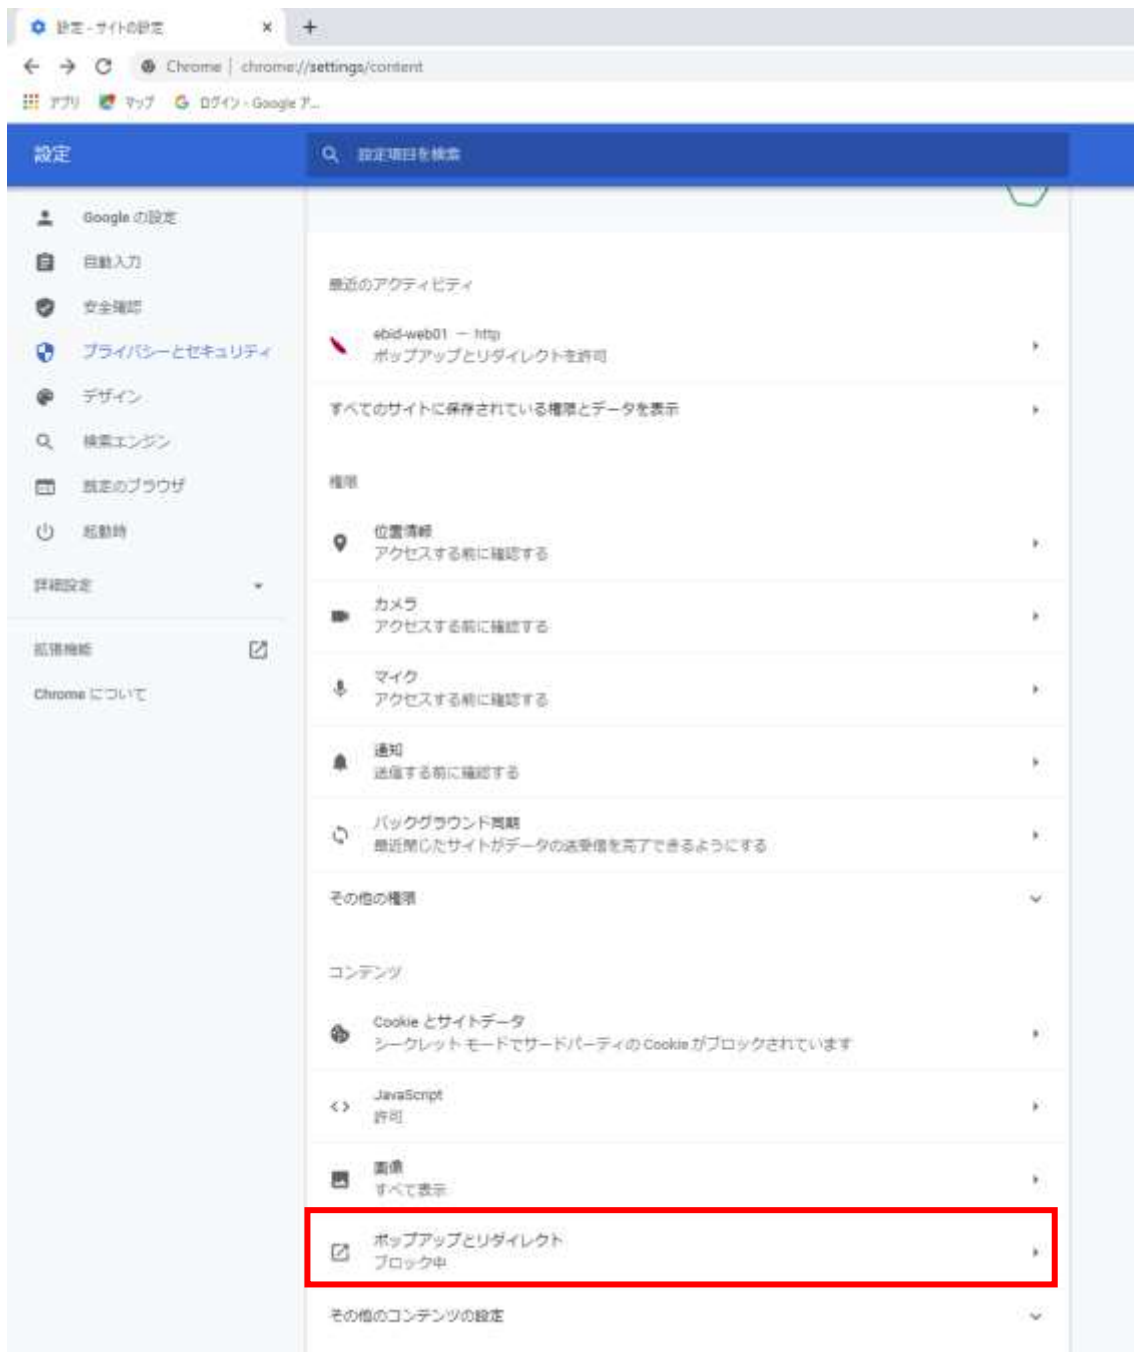 設定 - サイトの設定
Chrome | chrome://settings/content
アプリ マップ ログイン - Google ア...
設定
設定項目を検索
Google の設定
自動入力
安全確認
プライバシーとセキュリティ
デザイン
検索エンジン
既定のブラウザ
起動時
詳細設定
拡張機能
Chrome について
最近のアクティビティ
ebid-web01 — http
ポップアップとリダイレクトを許可
すべてのサイトに保存されている権限とデータを表示
権限
位置情報
アクセスする前に確認する
カメラ
アクセスする前に確認する
マイク
アクセスする前に確認する
通知
送信する前に確認する
バックグラウンド同期
最近閉じたサイトがデータの送受信を完了できるようにする
その他の権限
コンテンツ
Cookie とサイトデータ
シークレット モードでサードパーティの Cookie がブロックされています
JavaScript
許可
画像
すべて表示
ポップアップとリダイレクト
ブロック中
その他のコンテンツの設定